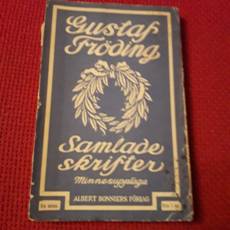 Gustaf
Fröding
Samlade
skrifter
Minnesupplaga
ALBERT BONNIERS FÖRLAG